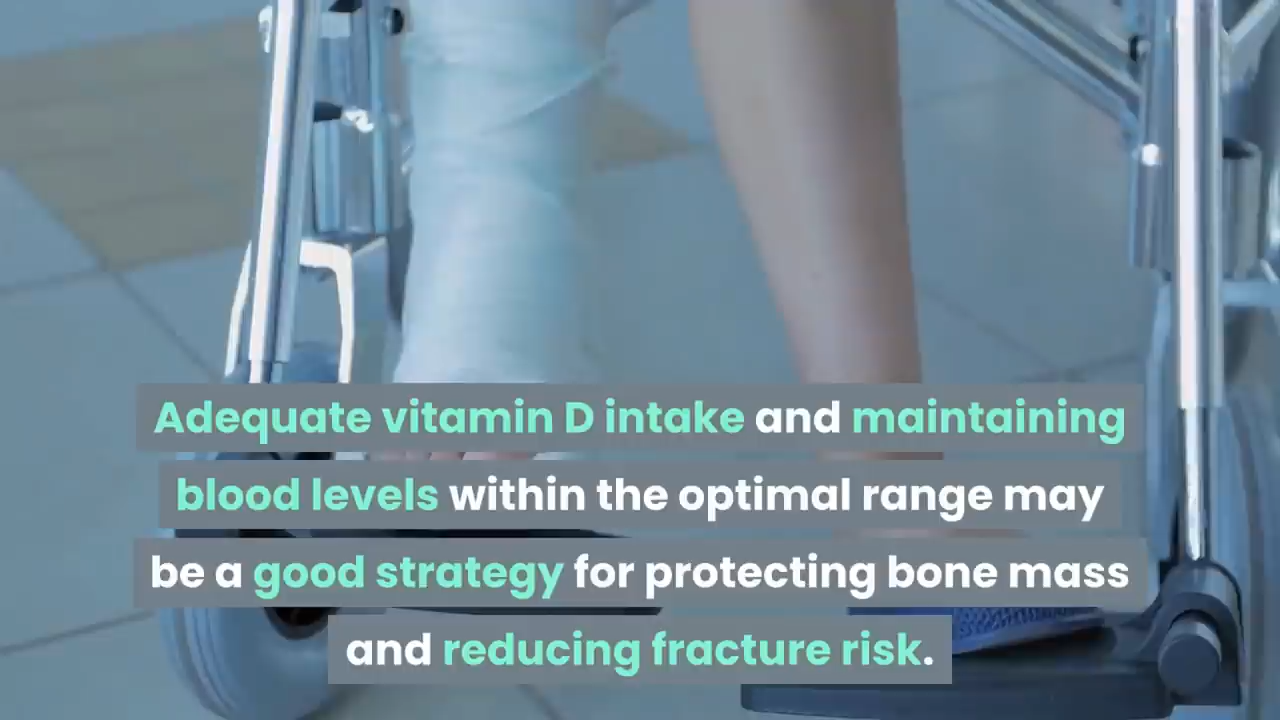 Adequate vitamin D intake and maintaining
blood levels within the optimal range may
be a good strategy for protecting bone mass
and reducing fracture risk.